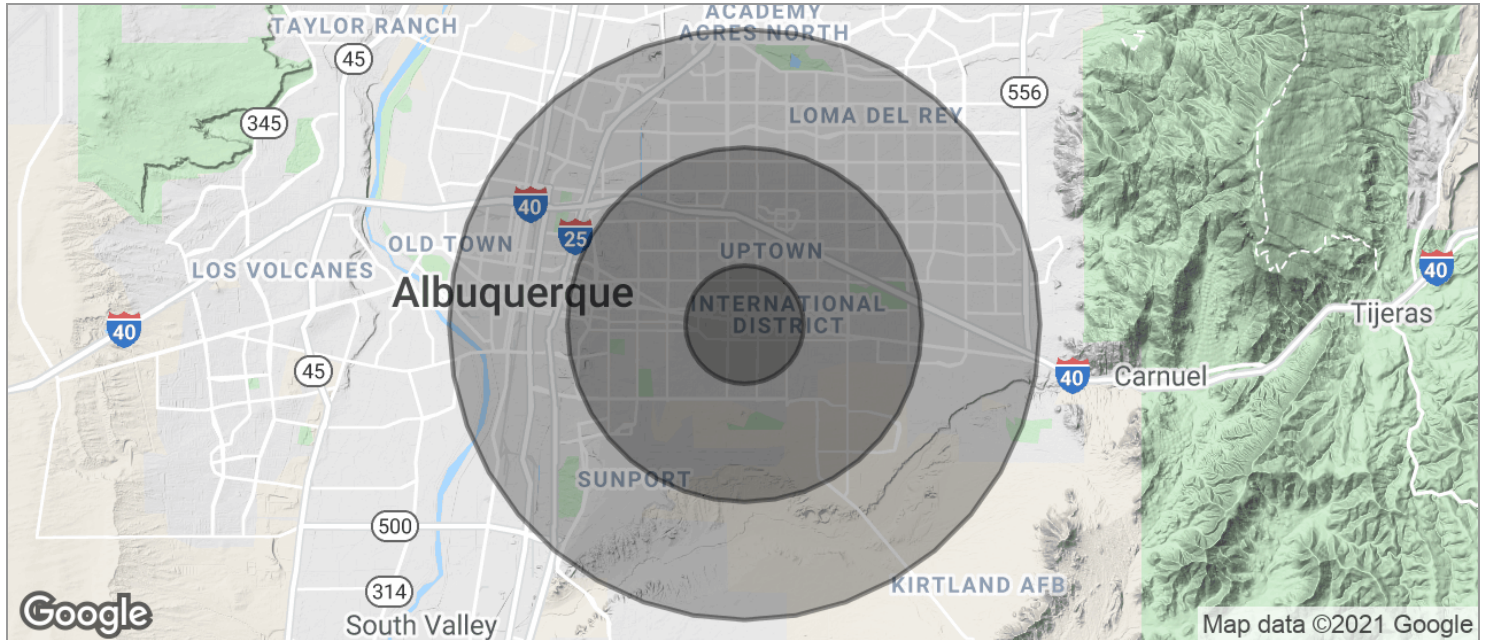 ACADEMY
ACRES NORTH
TAYLOR RANCH
45
556
345
LOMA DEL REY
40
25
OLD TOWN
UPTOWN
LOS VOLCANES
40
Albuquerque
INTERNATIONAL
DISTRICT
Tijeras
40
45
40
Carnuel
SUNPORT
500
KIRTLAND AFB
314
South Valley
Google
Map data ©2021 Google